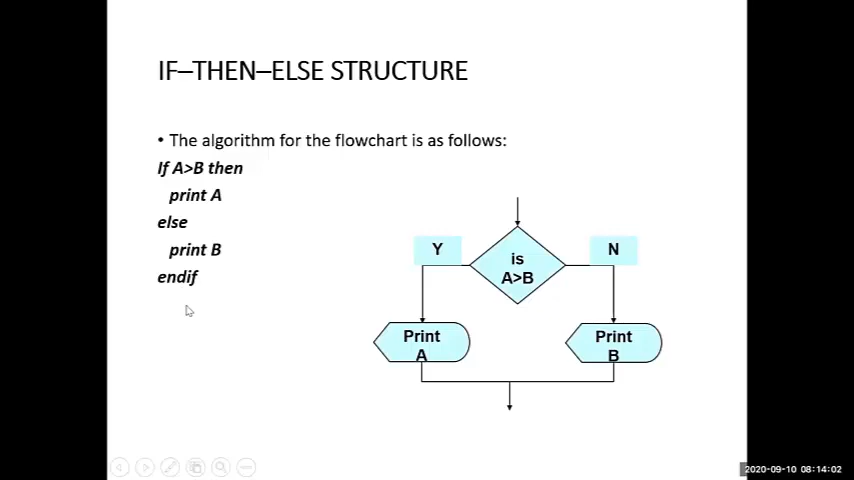 IF–THEN–ELSE STRUCTURE
• The algorithm for the flowchart is as follows:
If A>B then
print A
else
print B
endif
Y
is
A>B
N
Print
A
Print
B
2020-09-10 08:14:02